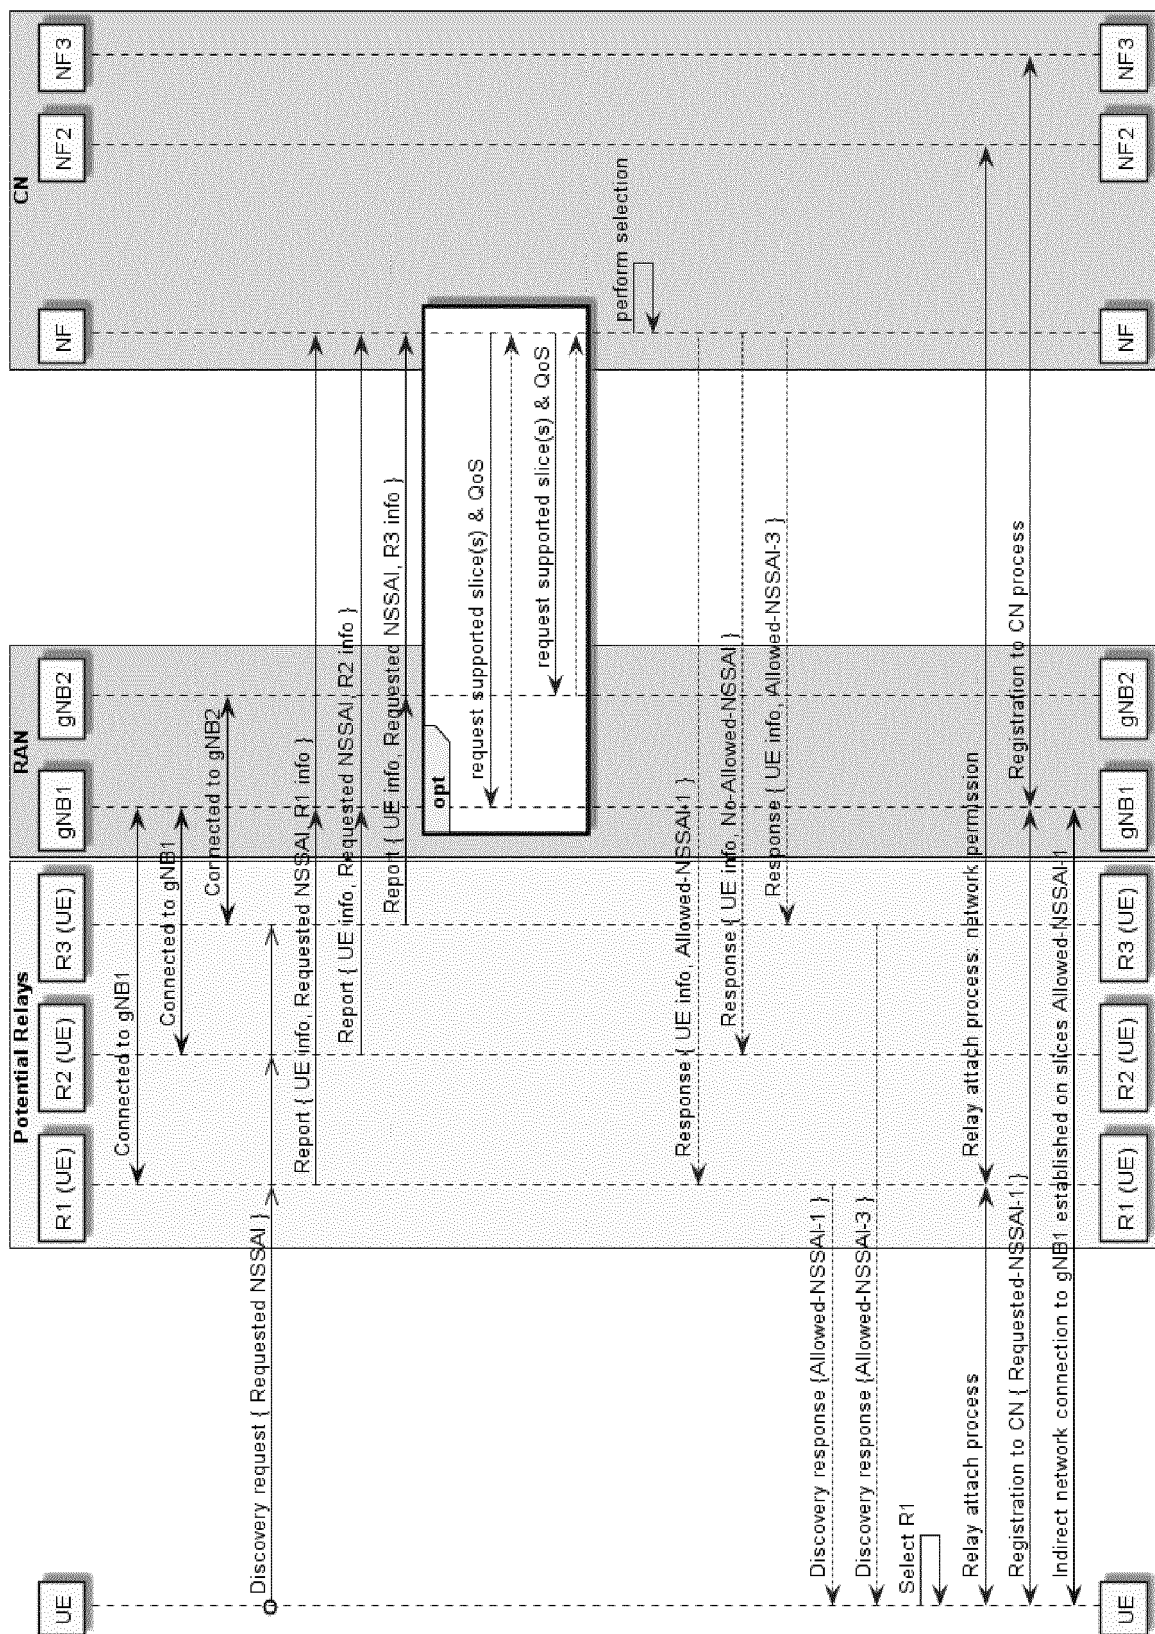 Potential Relays
RAN
CN
UE
R1 (UE)
R2 (UE)
R3 (UE)
gNB1
gNB2
NF
NF2
NF3
Connected to gNB1
Connected to gNB1
Connected to gNB2
Discovery request { Requested NSSAI }
Report { UE info, Requested NSSAI, R1 info }
Report { UE info, Requested NSSAI, R2 info }
Report { UE info, Requested NSSAI, R3 info }
opt
request supported slice(s) & QoS
request supported slice(s) & QoS
perform selection
Response { UE info, Allowed-NSSAI-1 }
Response { UE info, No-Allowed-NSSAI }
Response { UE info, Allowed-NSSAI-3 }
Discovery response {Allowed-NSSAI-1 }
Discovery response {Allowed-NSSAI-3 }
Select R1
Relay attach process
Relay attach process: network permission
Registration to CN { Requested-NSSAI-1 }
Registration to CN process
Indirect network connection to gNB1 established on slices Allowed-NSSAI-1
UE
R1 (UE)
R2 (UE)
R3 (UE)
gNB1
gNB2
NF
NF2
NF3